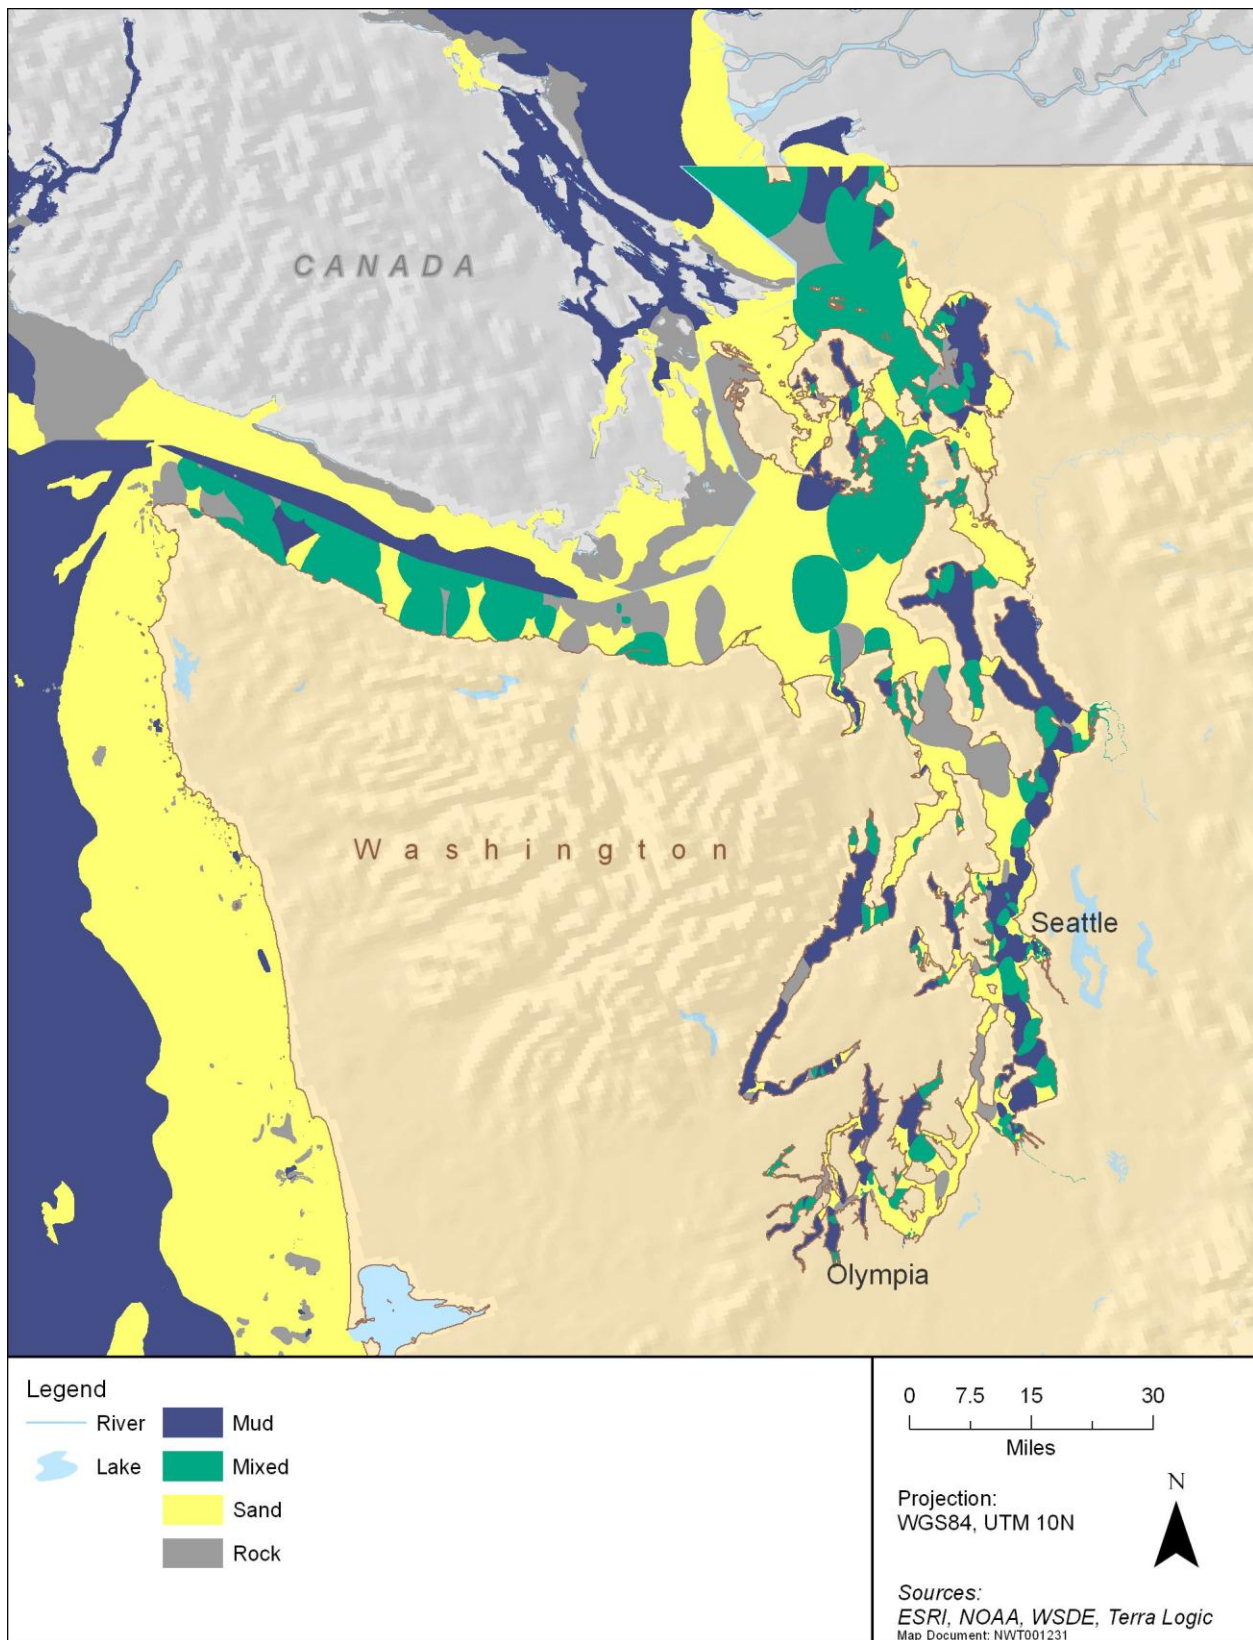 CANADA
Washington
Seattle
Olympia
Legend
River
Lake
Mud
Mixed
Sand
Rock
0 7.5 15 30
Miles
N
Projection:
WGS84, UTM 10N
Sources:
ESRI, NOAA, WSDE, Terra Logic
Map Document: NWT001231